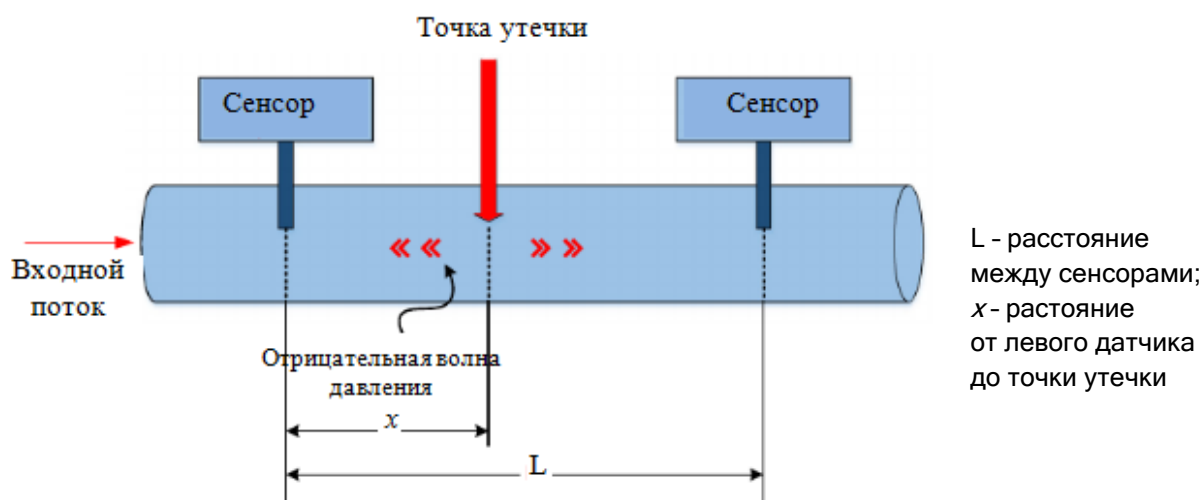 Точка утечки
Сенсор
Сенсор
Входной
поток
Отрицательная волна
давления
x
L
L - расстояние
между сенсорами;
x - растояние
от левого датчика
до точки утечки